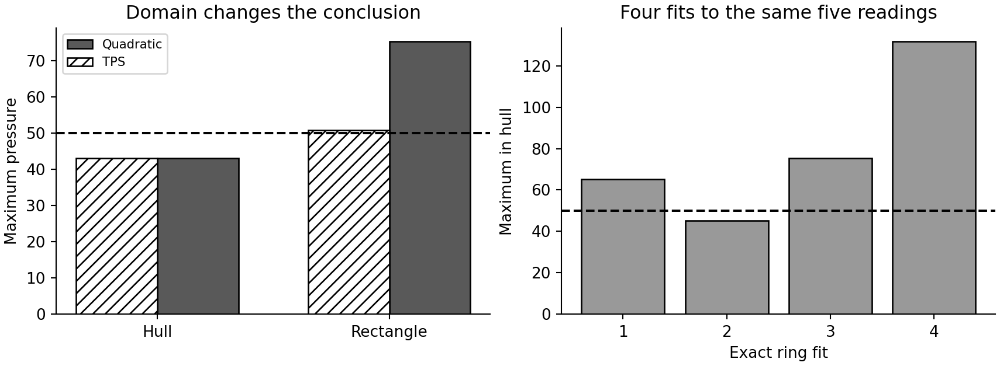 Domain changes the conclusion
Quadratic
TPS
Maximum pressure
70
60
50
40
30
20
10
0
Hull
Rectangle
Four fits to the same five readings
Maximum in hull
120
100
80
60
40
20
0
1
2
3
4
Exact ring fit